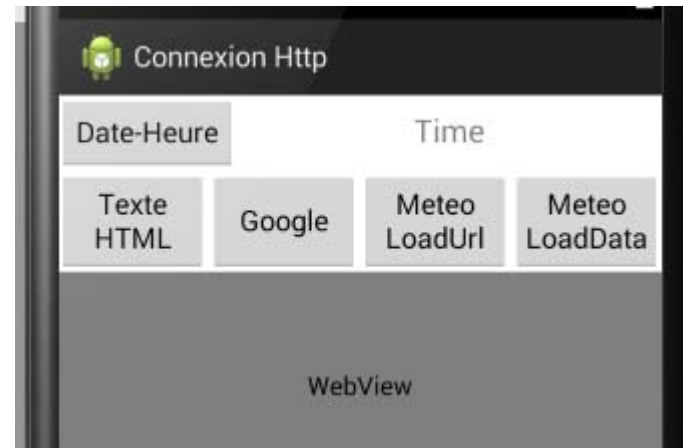 Connexion Http
Date-Heure Time
Texte HTML
Google
Meteo LoadUrl
Meteo LoadData
WebView